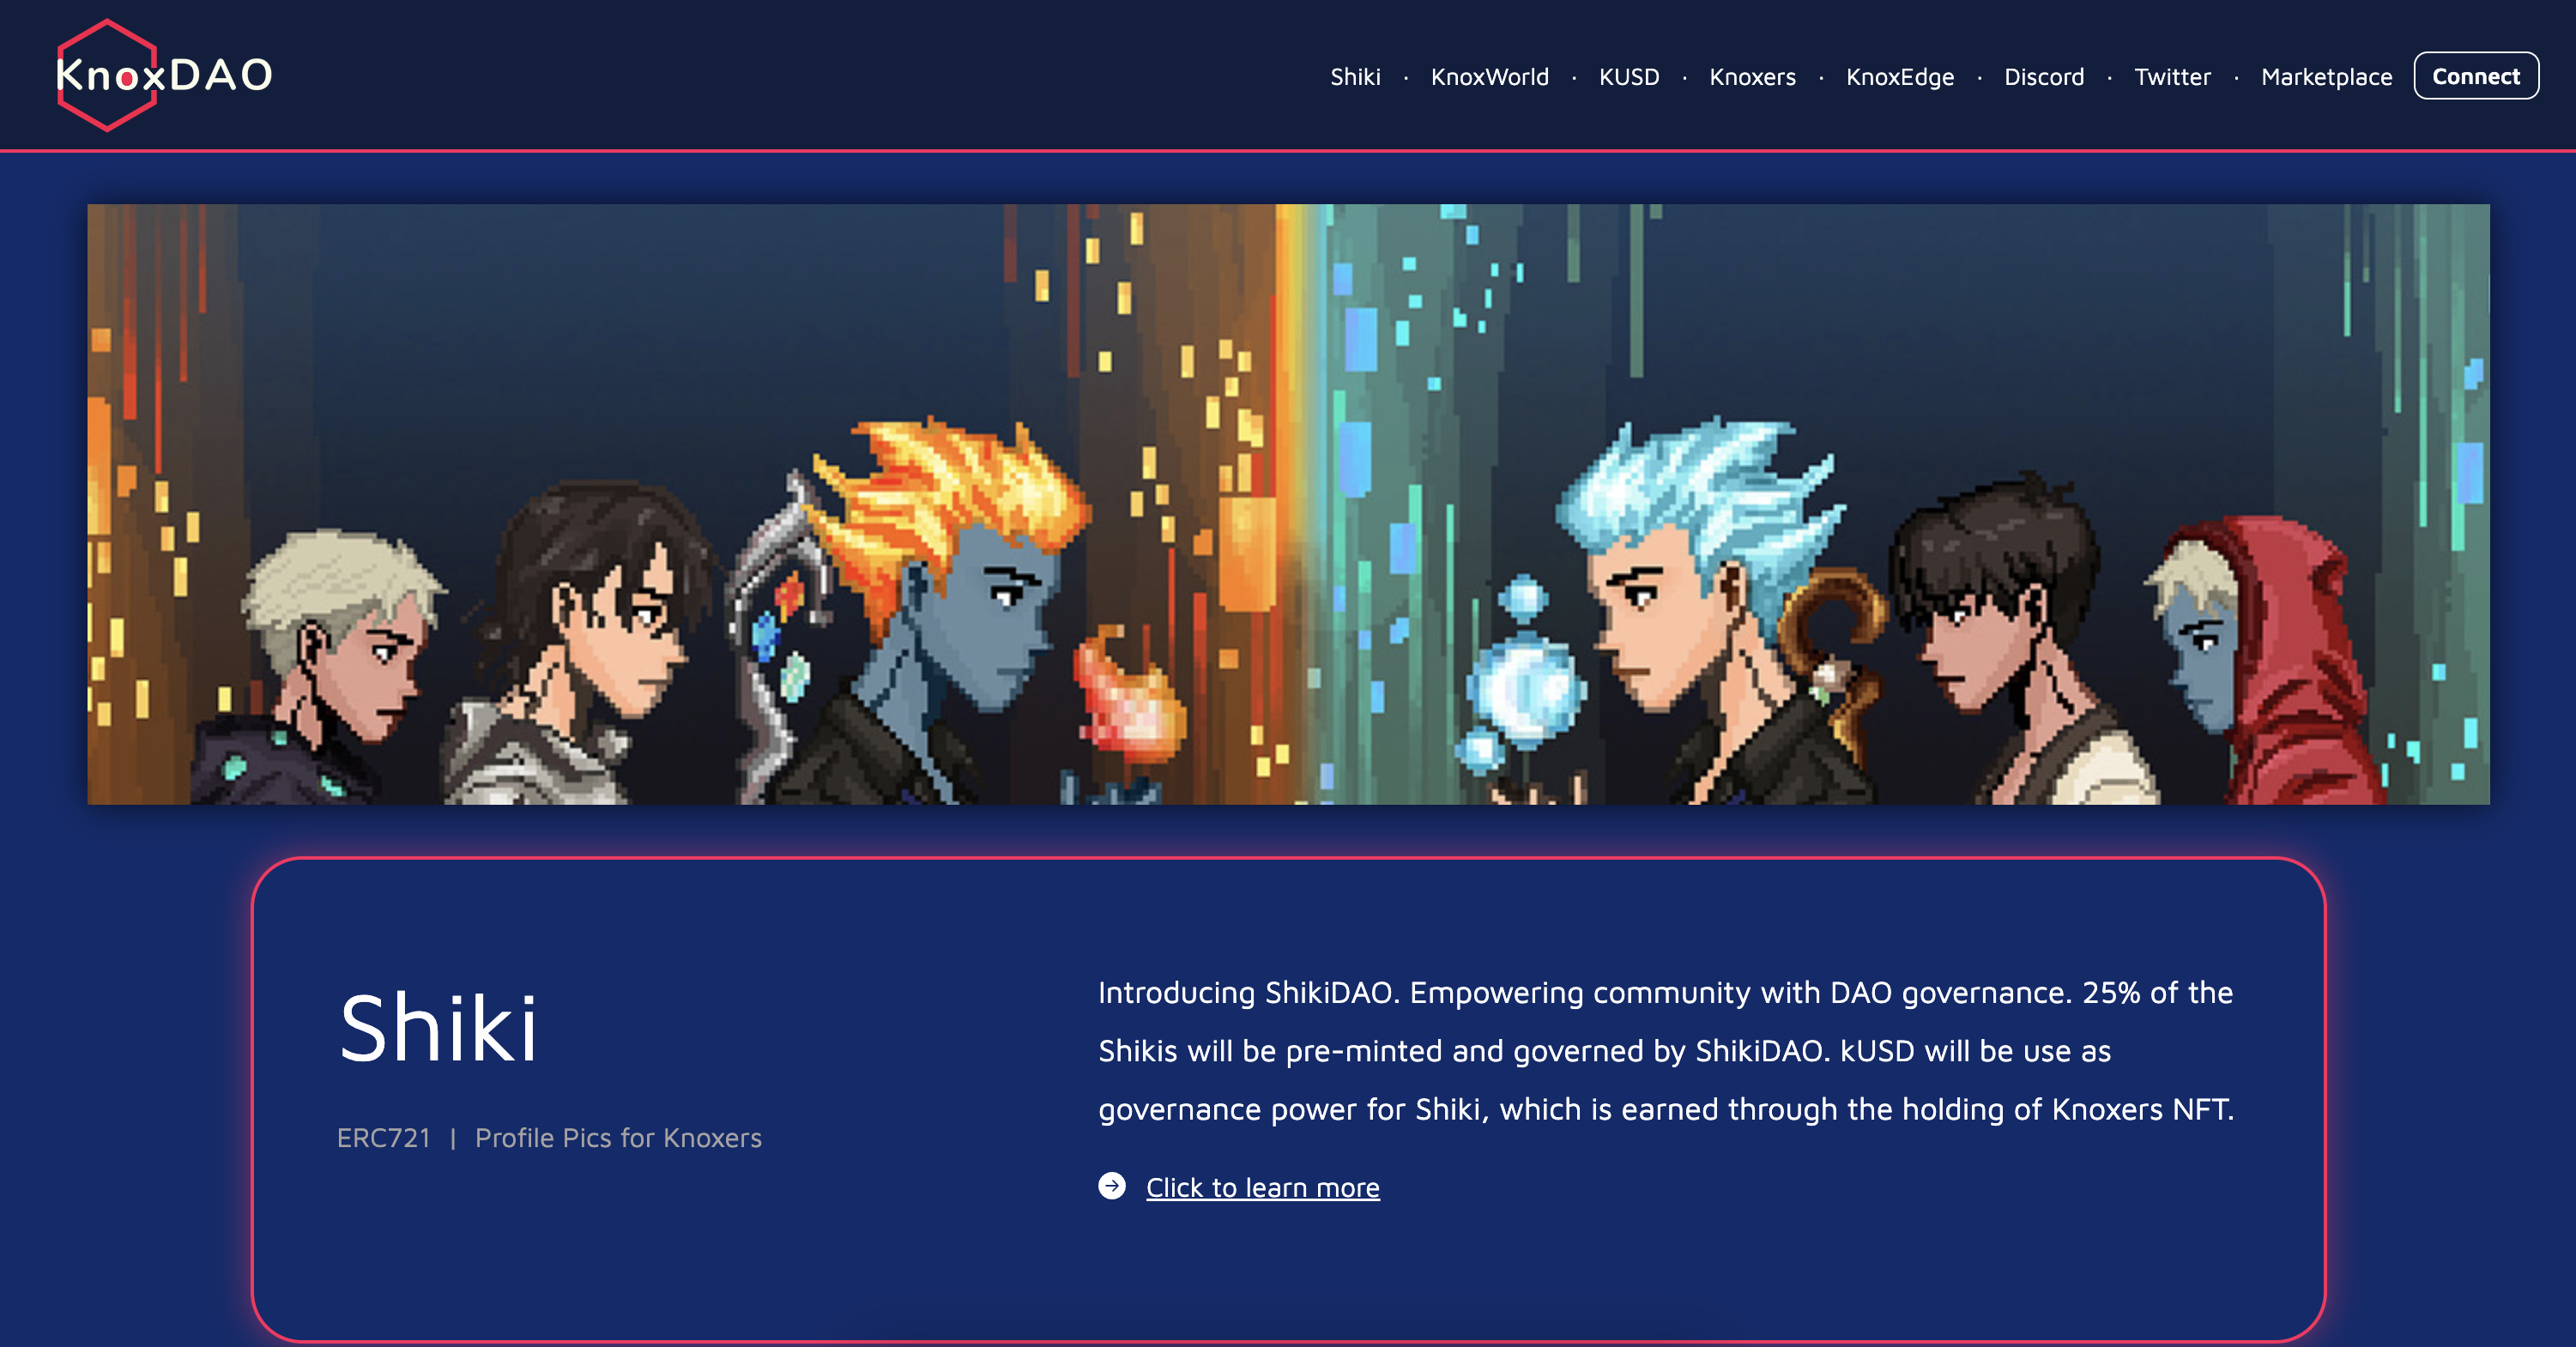 KnoxDAO
Shiki · KnoxWorld · KUSD · Knoxers · KnoxEdge · Discord · Twitter · Marketplace Connect
Shiki
ERC721 | Profile Pics for Knoxers
Introducing ShikiDAO. Empowering community with DAO governance. 25% of the
Shikis will be pre-minted and governed by ShikiDAO. kUSD will be use as
governance power for Shiki, which is earned through the holding of Knoxers NFT.
Click to learn more